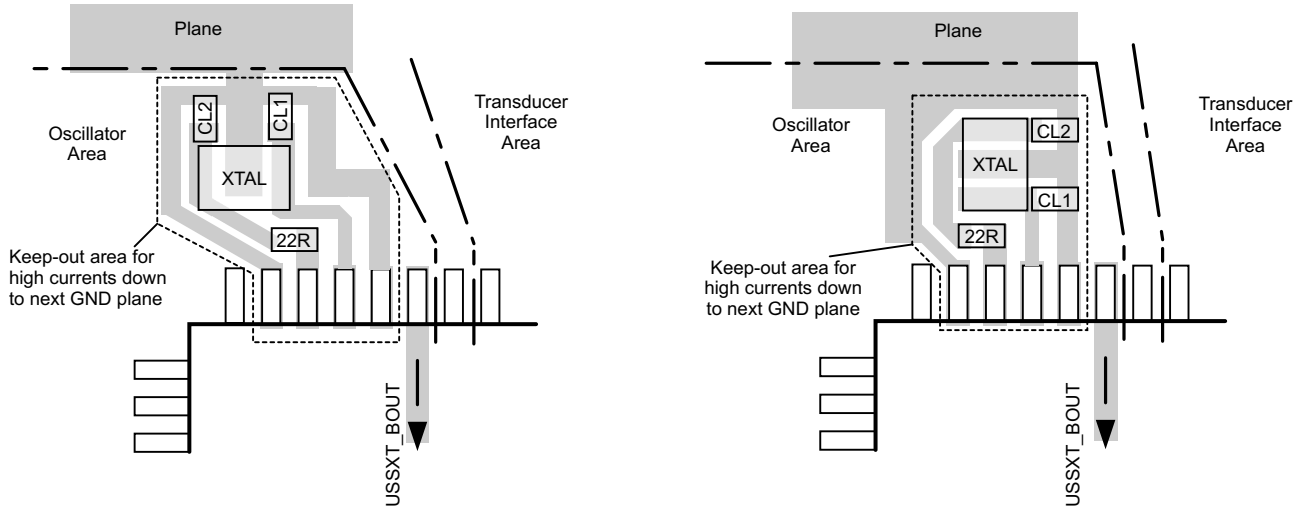 Plane
CL2
CL1
Oscillator
Area
Transducer
Interface
Area
XTAL
22R
Keep-out area for
high currents down
to next GND plane
USSXT_BOUT
Plane
Oscillator
Area
CL2
XTAL
CL1
Transducer
Interface
Area
22R
Keep-out area for
high currents down
to next GND plane
USSXT_BOUT